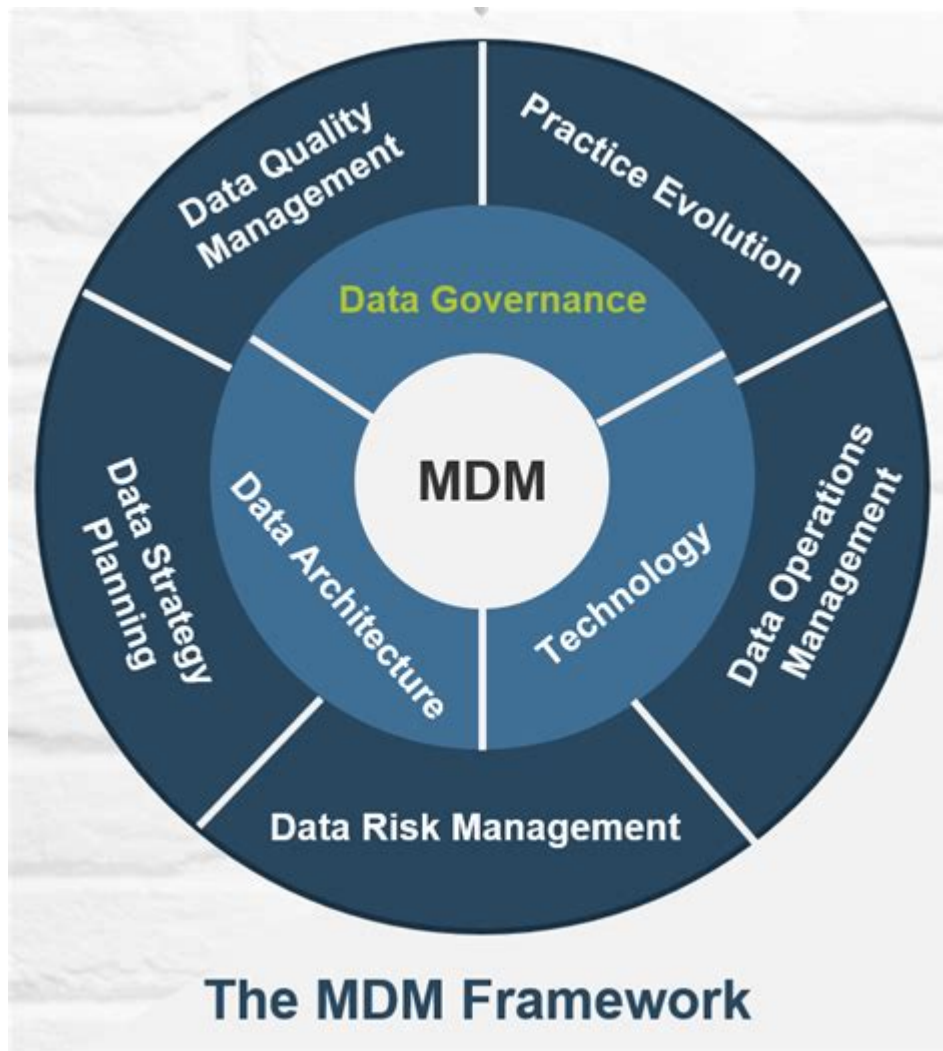 Data Quality
Management
Practice Evolution
Data Governance
MDM
Data Strategy
Planning
Data Architecture
Technology
Data Operations
Management
Data Risk Management
The MDM Framework